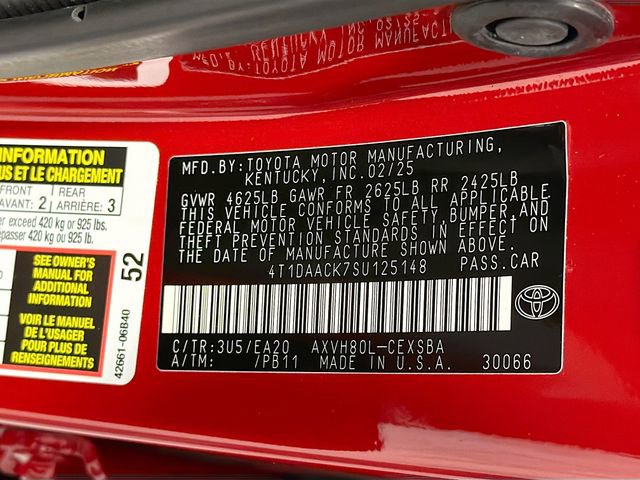 MFD. BY: TOYOTA MOTOR MANUFACTURING,
KENTUCKY, INC. 02/25
GVWR 4625LB GAWR FR 2625LB RR 2425LB
THIS VEHICLE CONFORMS TO ALL APPLICABLE
FEDERAL MOTOR VEHICLE SAFETY, BUMPER, AND
THEFT PREVENTION STANDARDS IN EFFECT ON
THE DATE OF MANUFACTURE SHOWN ABOVE.
4T1DAACK7SU125148 PASS. CAR
C/TR: 3U5/EA20 AXVH80L-CEXSBA
A/TM: /PB11 MADE IN U.S.A. 30066
INFORMATION
US ET LE CHARGEMENT
FRONT 2 REAR 3
AVANT: ARRIÈRE:
er exceed 420 kg or 925 lbs.
épasser 420 kg ou 925 lb.
SEE OWNER'S
MANUAL FOR
ADDITIONAL
INFORMATION
VOIR LE MANUEL
DE L'USAGER
POUR PLUS DE
RENSEIGNEMENTS
52
42661-06B40